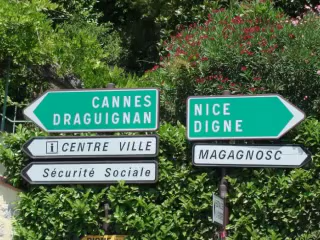 CANNES
DRAGUIGNAN
i CENTRE VILLE
Sécurité Sociale
NICE
DIGNE
MAGAGNOSC